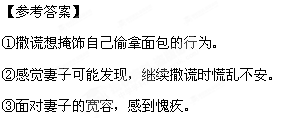 【参考答案】
①撒谎想掩饰自己偷拿面包的行为。
②感觉妻子可能发现，继续撒谎时慌乱不安。
③面对妻子的宽容，感到愧疚。